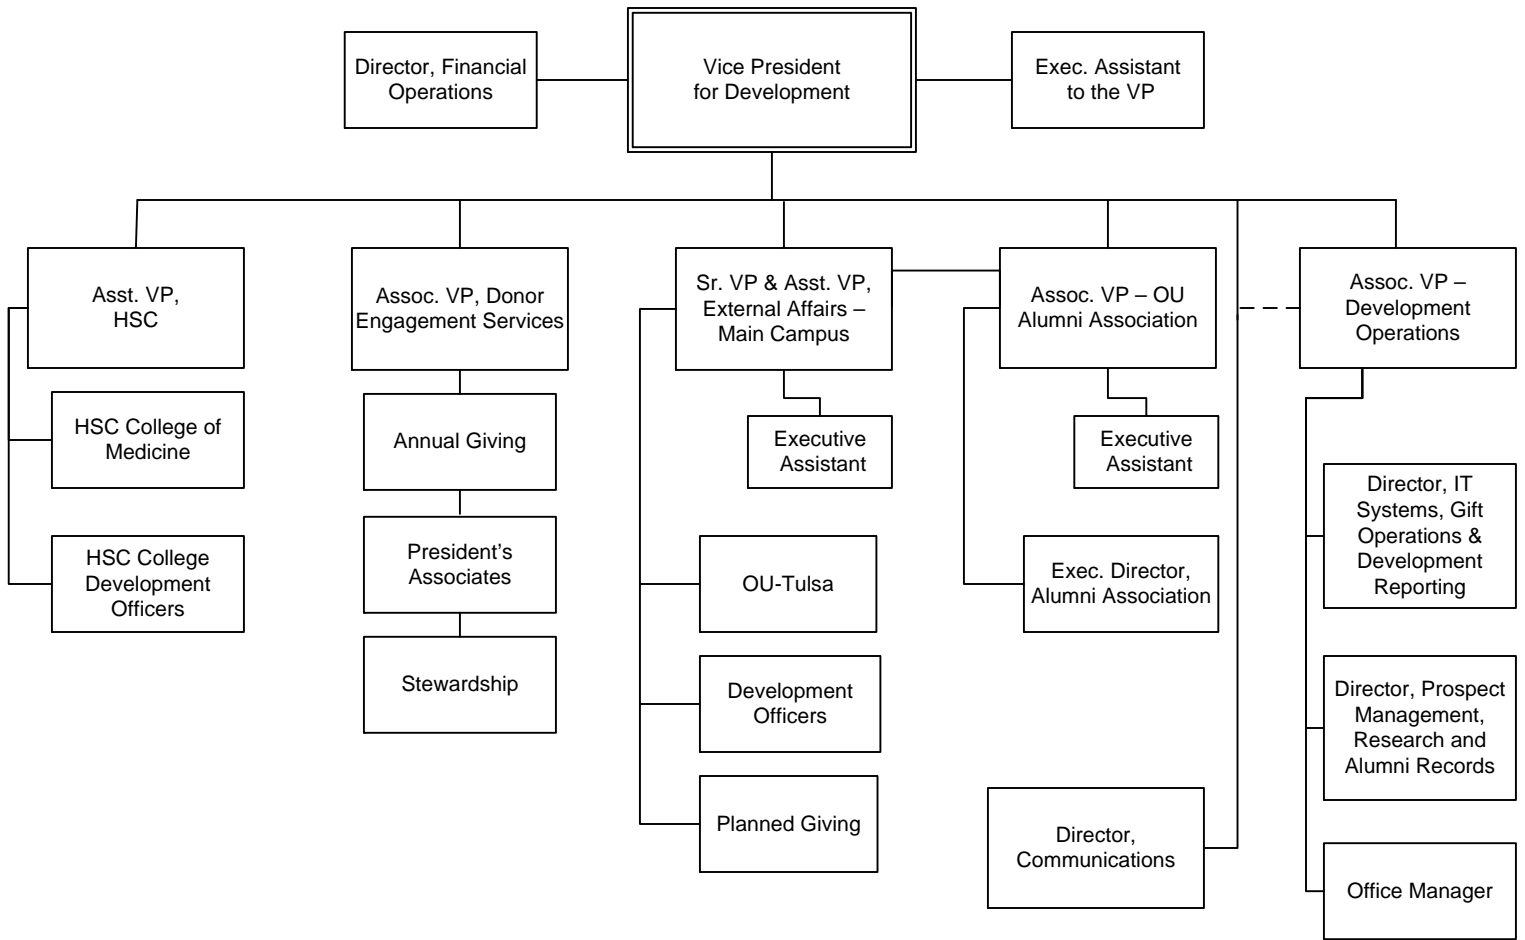 Director, Financial
Operations
Vice President
for Development
Exec. Assistant
to the VP
Asst. VP,
HSC
Assoc. VP, Donor
Engagement Services
Sr. VP & Asst. VP,
External Affairs –
Main Campus
Assoc. VP – OU
Alumni Association
Assoc. VP –
Development
Operations
HSC College of
Medicine
Annual Giving
Executive
Assistant
Executive
Assistant
Director, IT
Systems, Gift
Operations &
Development
Reporting
HSC College
Development
Officers
President’s
Associates
OU-Tulsa
Exec. Director,
Alumni Association
Stewardship
Development
Officers
Director, Prospect
Management,
Research and
Alumni Records
Planned Giving
Director,
Communications
Office Manager